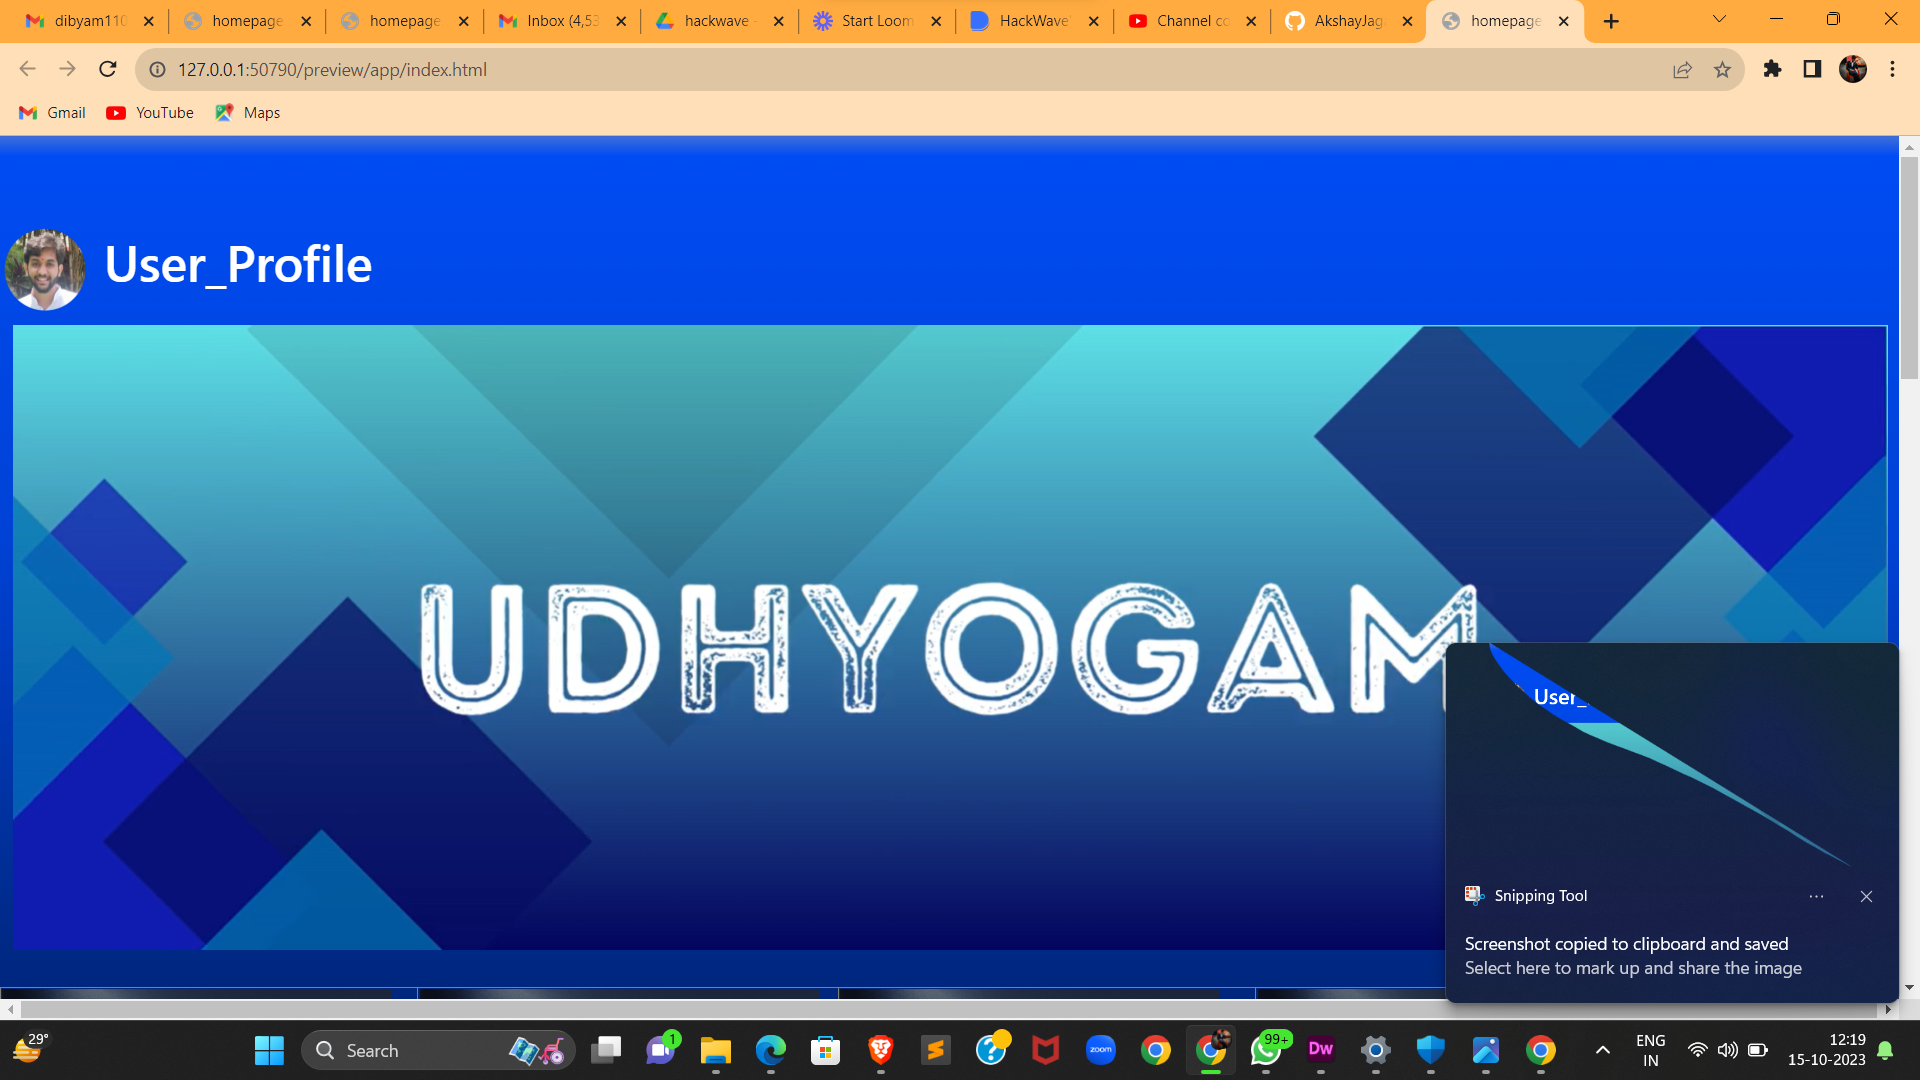 dibyam110
homepage
homepage
Inbox (4,53
hackwave -
Start Loom
HackWave'
Channel co
AkshayJag
homepage
127.0.0.1:50790/preview/app/index.html
Gmail
YouTube
Maps
User_Profile
UDHYOGAM
User_
Snipping Tool
Screenshot copied to clipboard and saved
Select here to mark up and share the image
29°
Search
1
zoom
99+
Dw
ENG
IN
12:19
15-10-2023